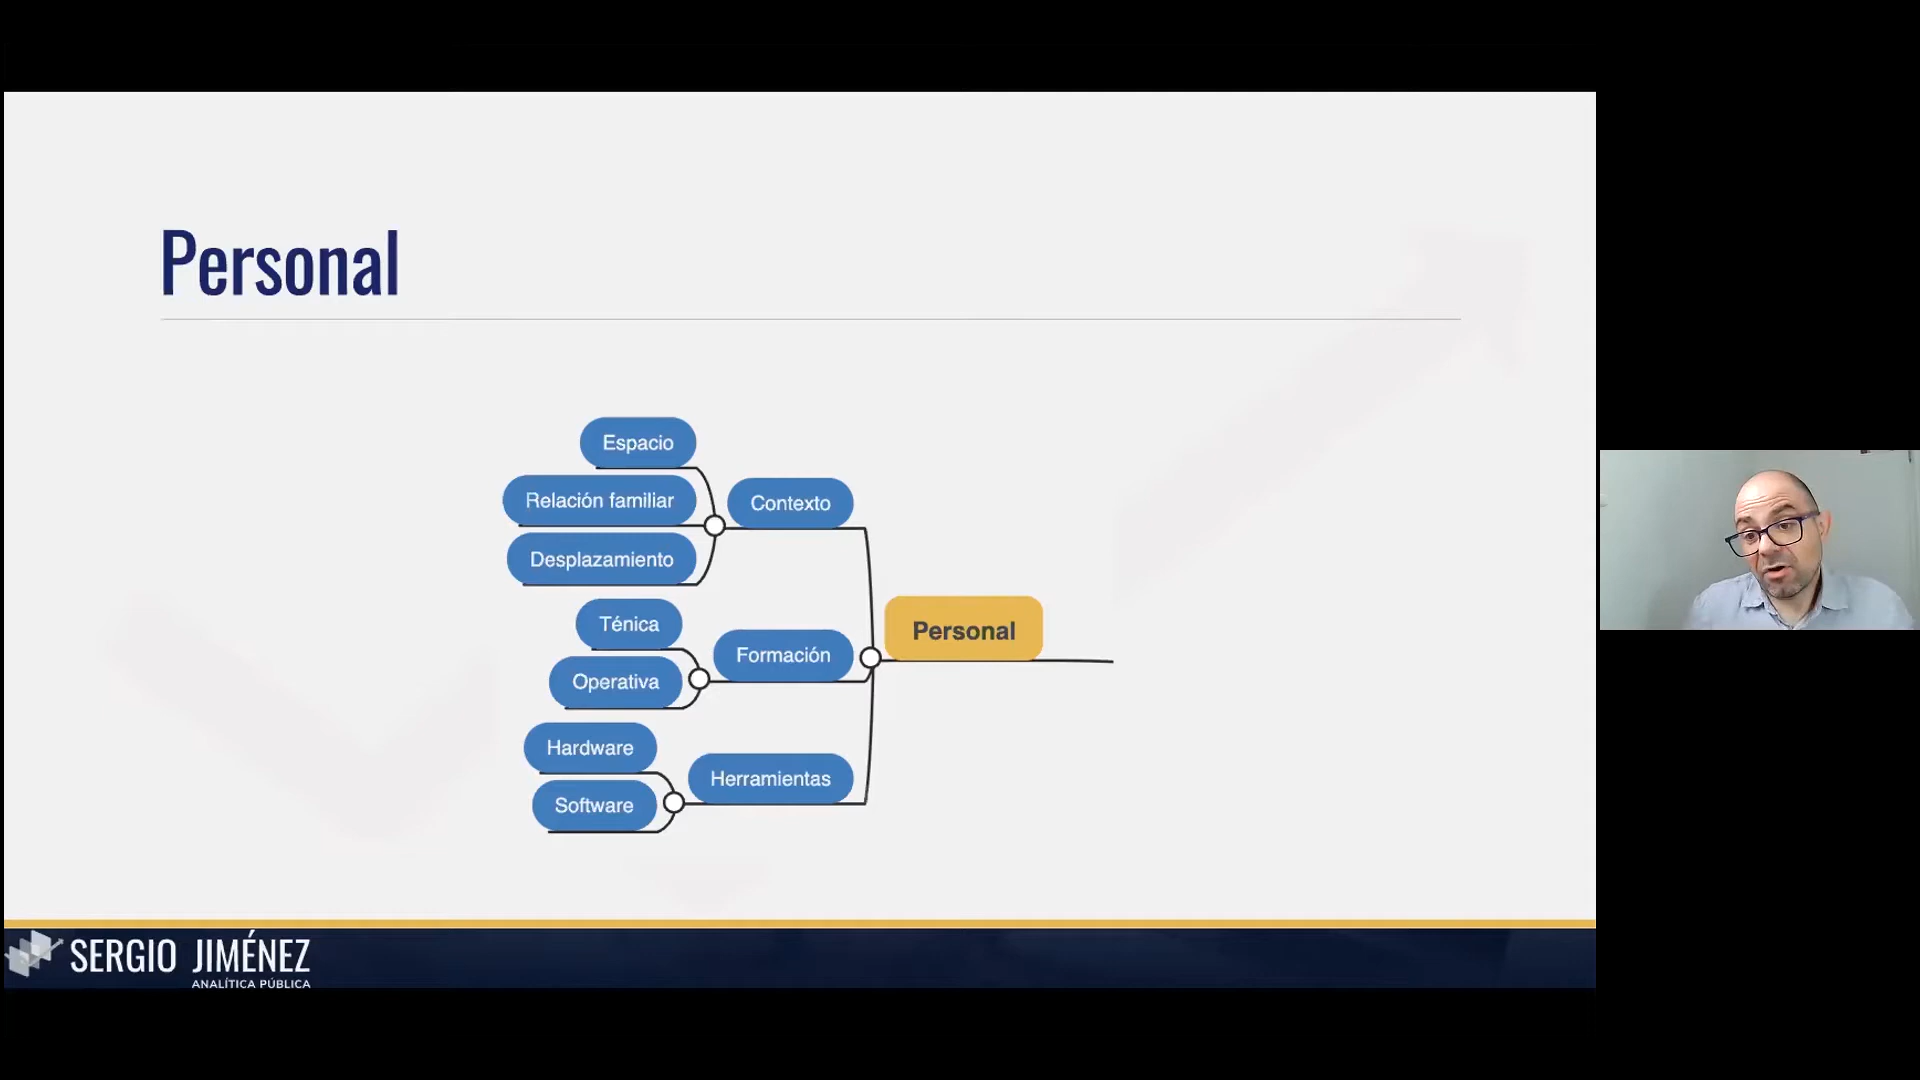 Personal
Espacio
Relación familiar
Contexto
Desplazamiento
Ténica
Formación
Operativa
Personal
Hardware
Herramientas
Software
SERGIO JIMÉNEZ
ANALÍTICA PÚBLICA